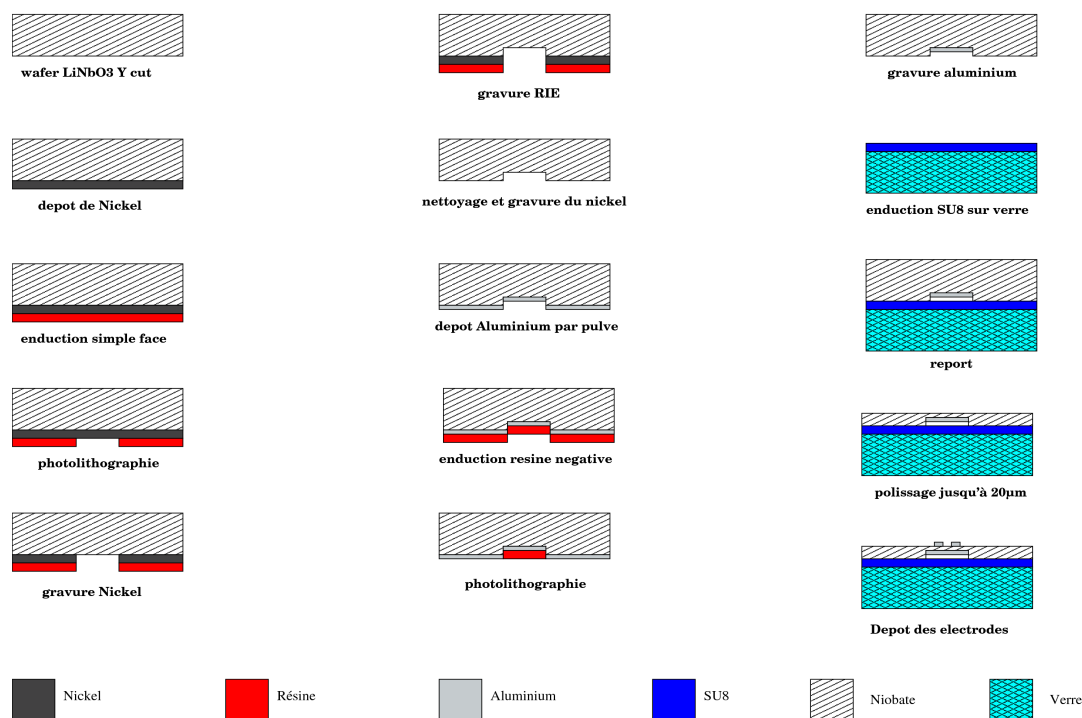 wafer LiNbO3 Y cut
depot de Nickel
enduction simple face
photolithographie
gravure Nickel
gravure RIE
nettoyage et gravure du nickel
depot Aluminium par pulve
enduction resine negative
photolithographie
gravure aluminium
enduction SU8 sur verre
report
polissage jusqu'à 20µm
Depot des electrodes
Nickel
Résine
Aluminium
SU8
Niobate
Verre